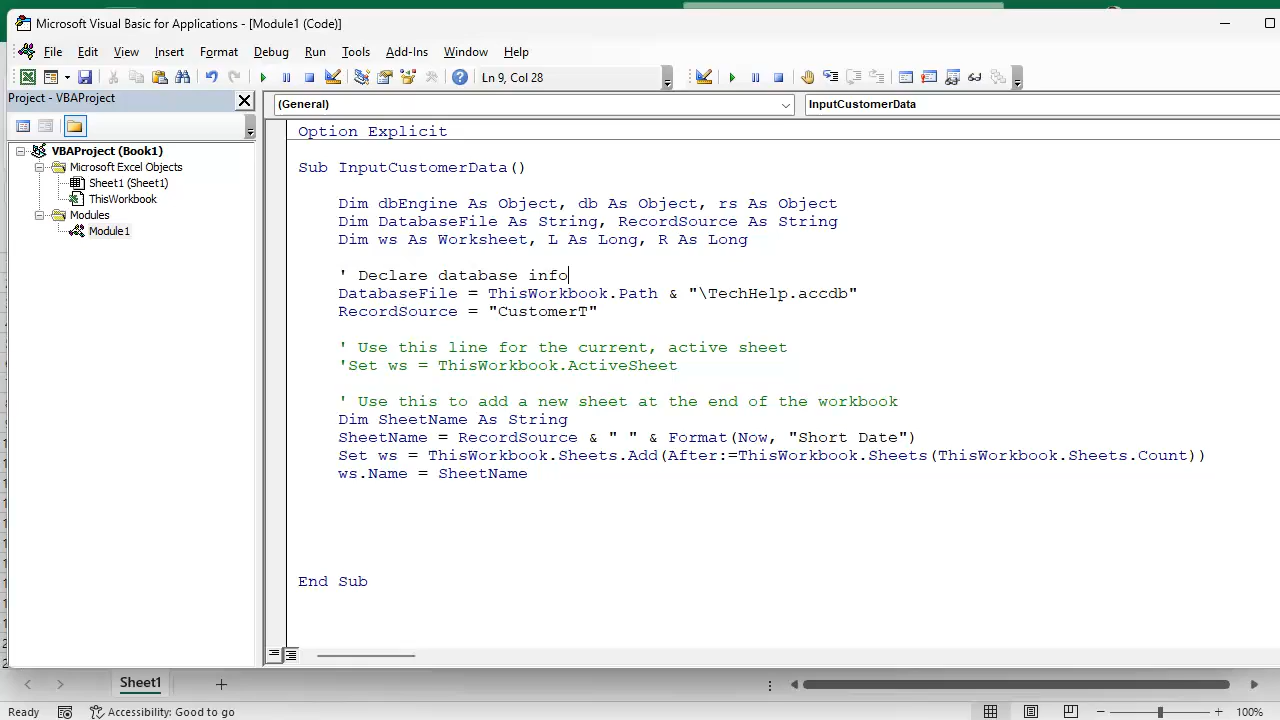 Microsoft Visual Basic for Applications - [Module1 (Code)]
File Edit View Insert Format Debug Run Tools Add-Ins Window Help
Ln 9, Col 28
Project - VBAProject
(General)
InputCustomerData
VBAProject (Book1)
Microsoft Excel Objects
Sheet1 (Sheet1)
ThisWorkbook
Modules
Module1
Option Explicit
Sub InputCustomerData()
Dim dbEngine As Object, db As Object, rs As Object
Dim DatabaseFile As String, RecordSource As String
Dim ws As Worksheet, L As Long, R As Long
' Declare database info
DatabaseFile = ThisWorkbook.Path & "\TechHelp.accdb"
RecordSource = "CustomerT"
' Use this line for the current, active sheet
'Set ws = ThisWorkbook.ActiveSheet
' Use this to add a new sheet at the end of the workbook
Dim SheetName As String
SheetName = RecordSource & " " & Format(Now, "Short Date")
Set ws = ThisWorkbook.Sheets.Add(After:=ThisWorkbook.Sheets(ThisWorkbook.Sheets.Count))
ws.Name = SheetName
End Sub
Sheet1
Ready
Accessibility: Good to go
100%